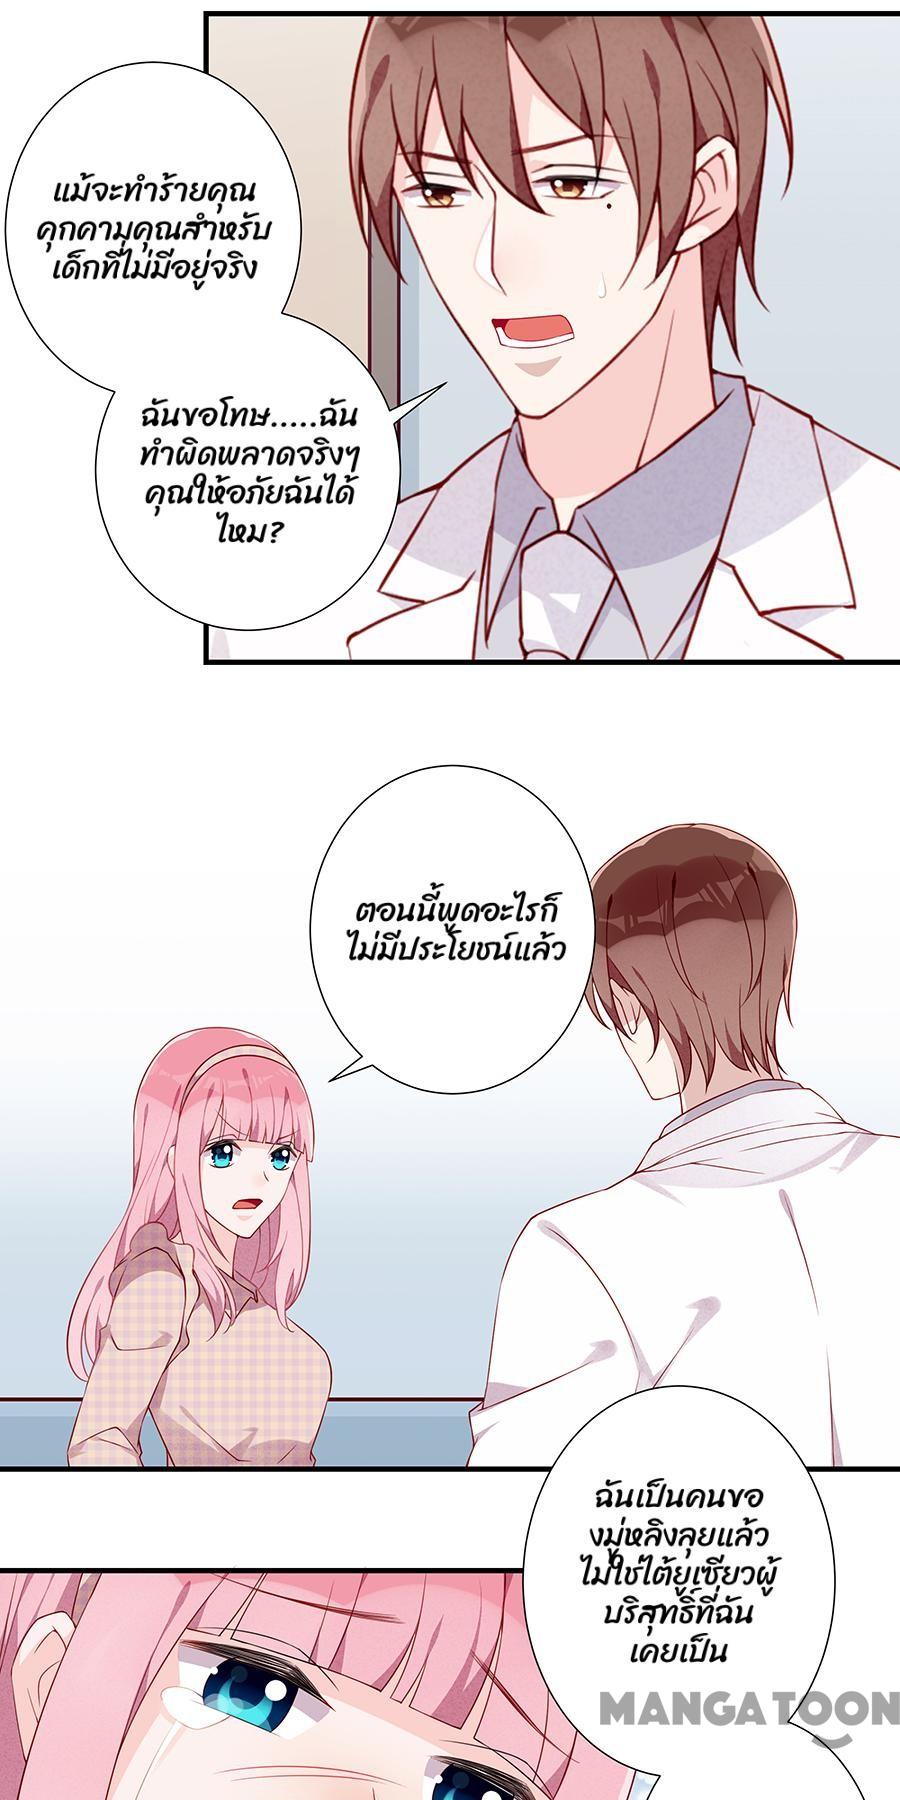 แม้จะทำร้ายคุณ
คุกคามคุณสำหรับ
เด็กที่ไม่มีอยู่จริง
ฉันขอโทษ.....ฉัน
ทำผิดพลาดจริงๆ
คุณให้อภัยฉันได้
ไหม?
ตอนนี้พูดอะไรก็
ไม่มีประโยชน์แล้ว
ฉันเป็นคนขอ
งมู่หลิงลุยแล้ว
ไม่ใช่ไต้ยูเซียวผู้
บริสุทธิ์ที่ฉัน
เคยเป็น
MANGATOON